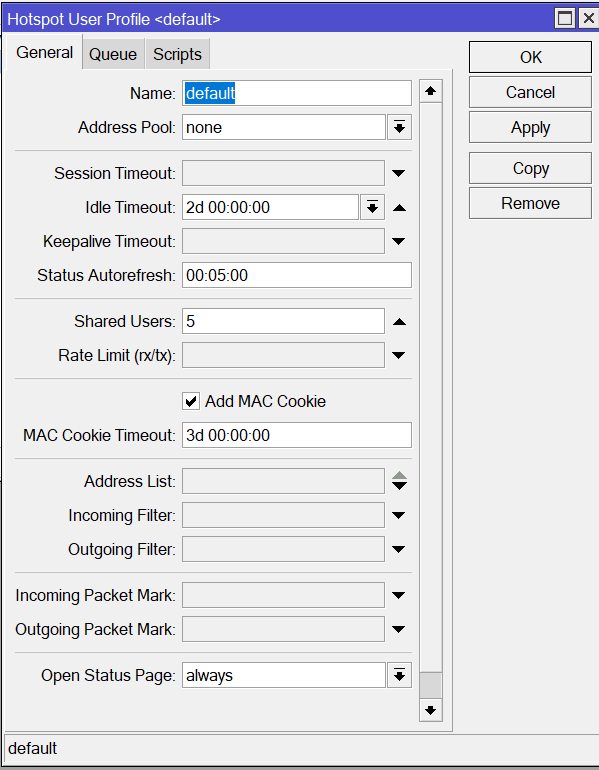 Hotspot User Profile <default>
General Queue Scripts
Name: default
Address Pool: none
Session Timeout:
Idle Timeout: 2d 00:00:00
Keepalive Timeout:
Status Autorefresh: 00:05:00
Shared Users: 5
Rate Limit (rx/tx):
Add MAC Cookie
MAC Cookie Timeout: 3d 00:00:00
Address List:
Incoming Filter:
Outgoing Filter:
Incoming Packet Mark:
Outgoing Packet Mark:
Open Status Page: always
OK
Cancel
Apply
Copy
Remove
default